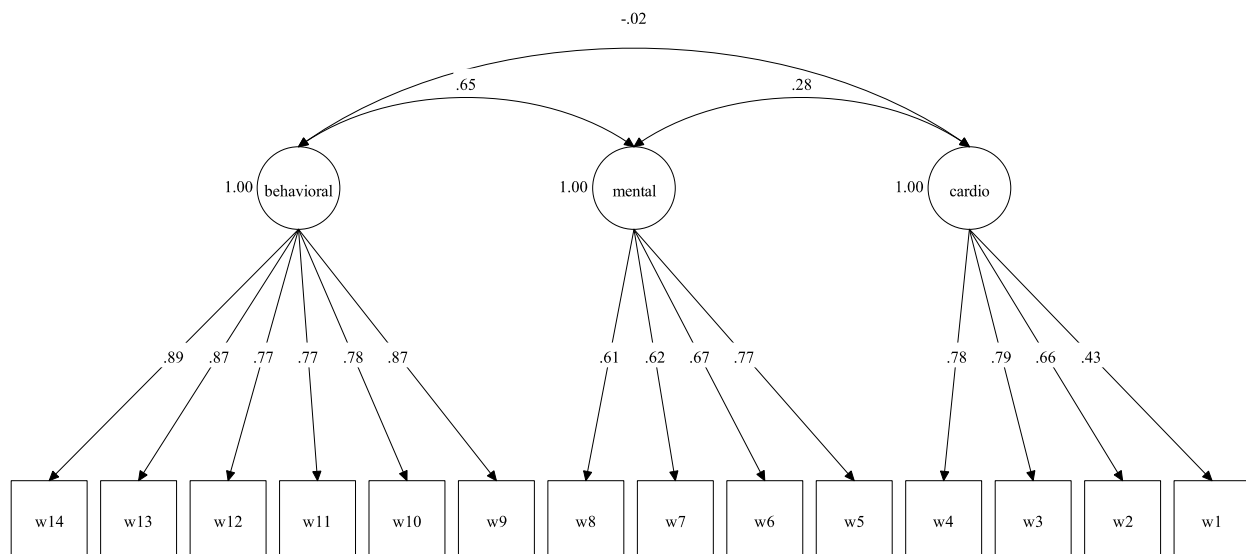 -.02
.65 .28
1.00 behavioral 1.00 mental 1.00 cardio
.89 .87 .77 .77 .78 .87 .61 .62 .67 .77 .78 .79 .66 .43
w14 w13 w12 w11 w10 w9 w8 w7 w6 w5 w4 w3 w2 w1